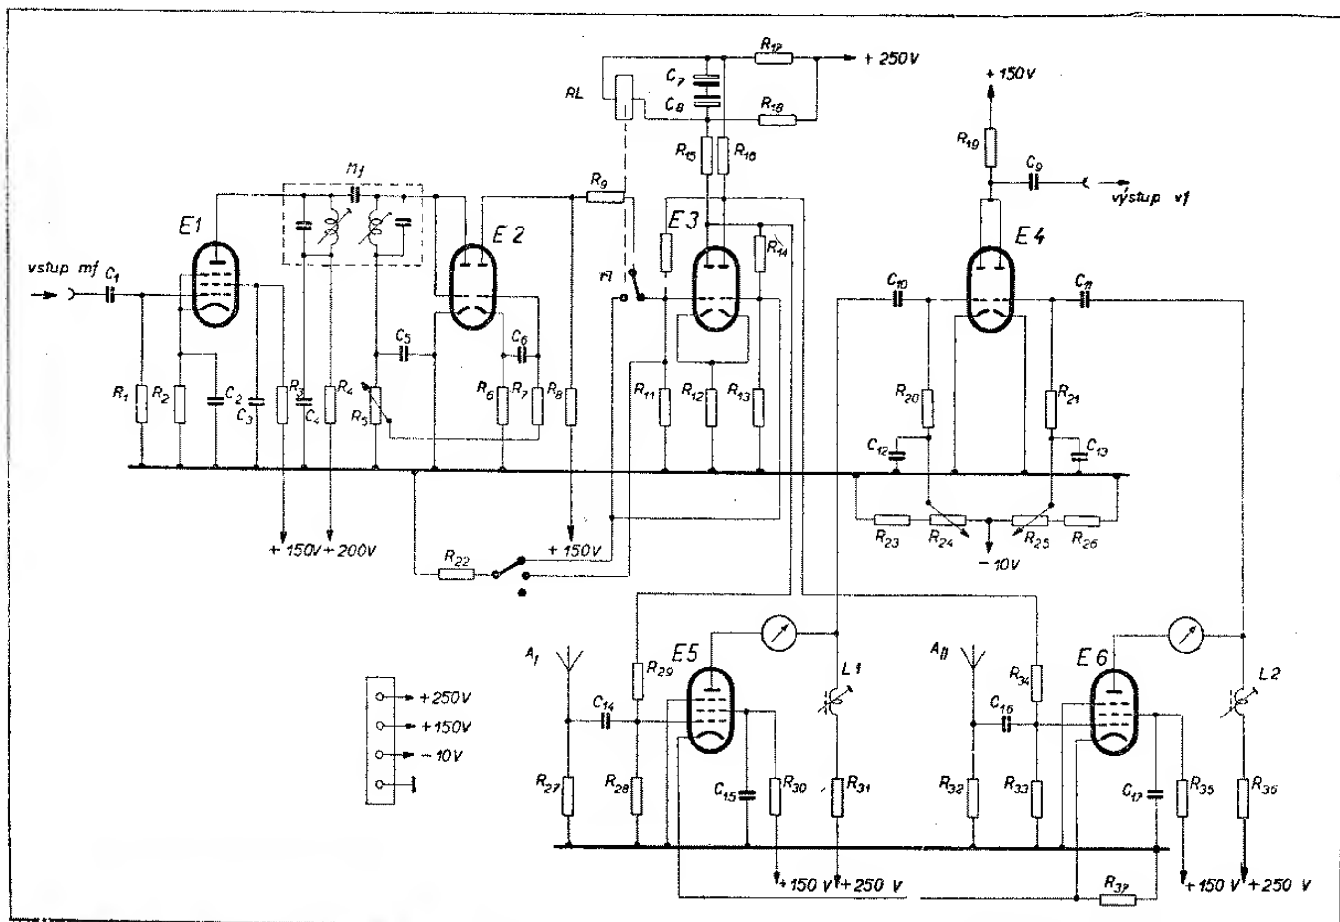 R17
+ 250V
C7
+ 150V
RL
C8
R18
R19
R15
R16
C9
Mf
R9
výstup vf
E1
E2
E3
R14
E4
vstup mf
C1
r1
C10
C11
C5
C6
R1
R2
C2
C3
R3
C4
R4
R5
R6
R7
R8
R11
R12
R13
R20
R21
C12
C13
R23
R24
R25
R26
+ 150V
+ 200V
R22
+ 150V
- 10V
AI
R29
E5
L1
AII
R34
E6
L2
C14
C16
+250V
+150V
-10V
R27
R28
C15
R30
R31
R32
R33
C17
R35
R36
+ 150 V
+ 250 V
R37
+ 150 V
+ 250 V